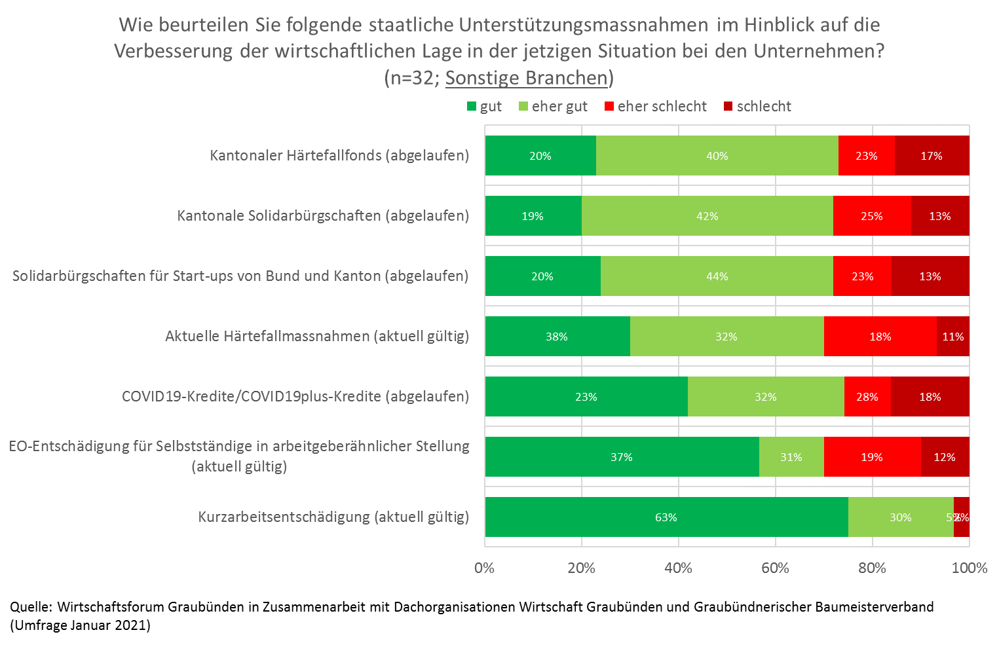 Wie beurteilen Sie folgende staatliche Unterstützungsmassnahmen im Hinblick auf die
Verbesserung der wirtschaftlichen Lage in der jetzigen Situation bei den Unternehmen?
(n=32; Sonstige Branchen)
gut eher gut eher schlecht schlecht
Kantonaler Härtefallfonds (abgelaufen) 20% 40% 23% 17%
Kantonale Solidarbürgschaften (abgelaufen) 19% 42% 25% 13%
Solidarbürgschaften für Start-ups von Bund und Kanton (abgelaufen) 20% 44% 23% 13%
Aktuelle Härtefallmassnahmen (aktuell gültig) 38% 32% 18% 11%
COVID19-Kredite/COVID19plus-Kredite (abgelaufen) 23% 32% 28% 18%
EO-Entschädigung für Selbstständige in arbeitgeberähnlicher Stellung
(aktuell gültig) 37% 31% 19% 12%
Kurzarbeitsentschädigung (aktuell gültig) 63% 30% 5% 2%
0% 20% 40% 60% 80% 100%
Quelle: Wirtschaftsforum Graubünden in Zusammenarbeit mit Dachorganisationen Wirtschaft Graubünden und Graubündnerischer Baumeisterverband
(Umfrage Januar 2021)